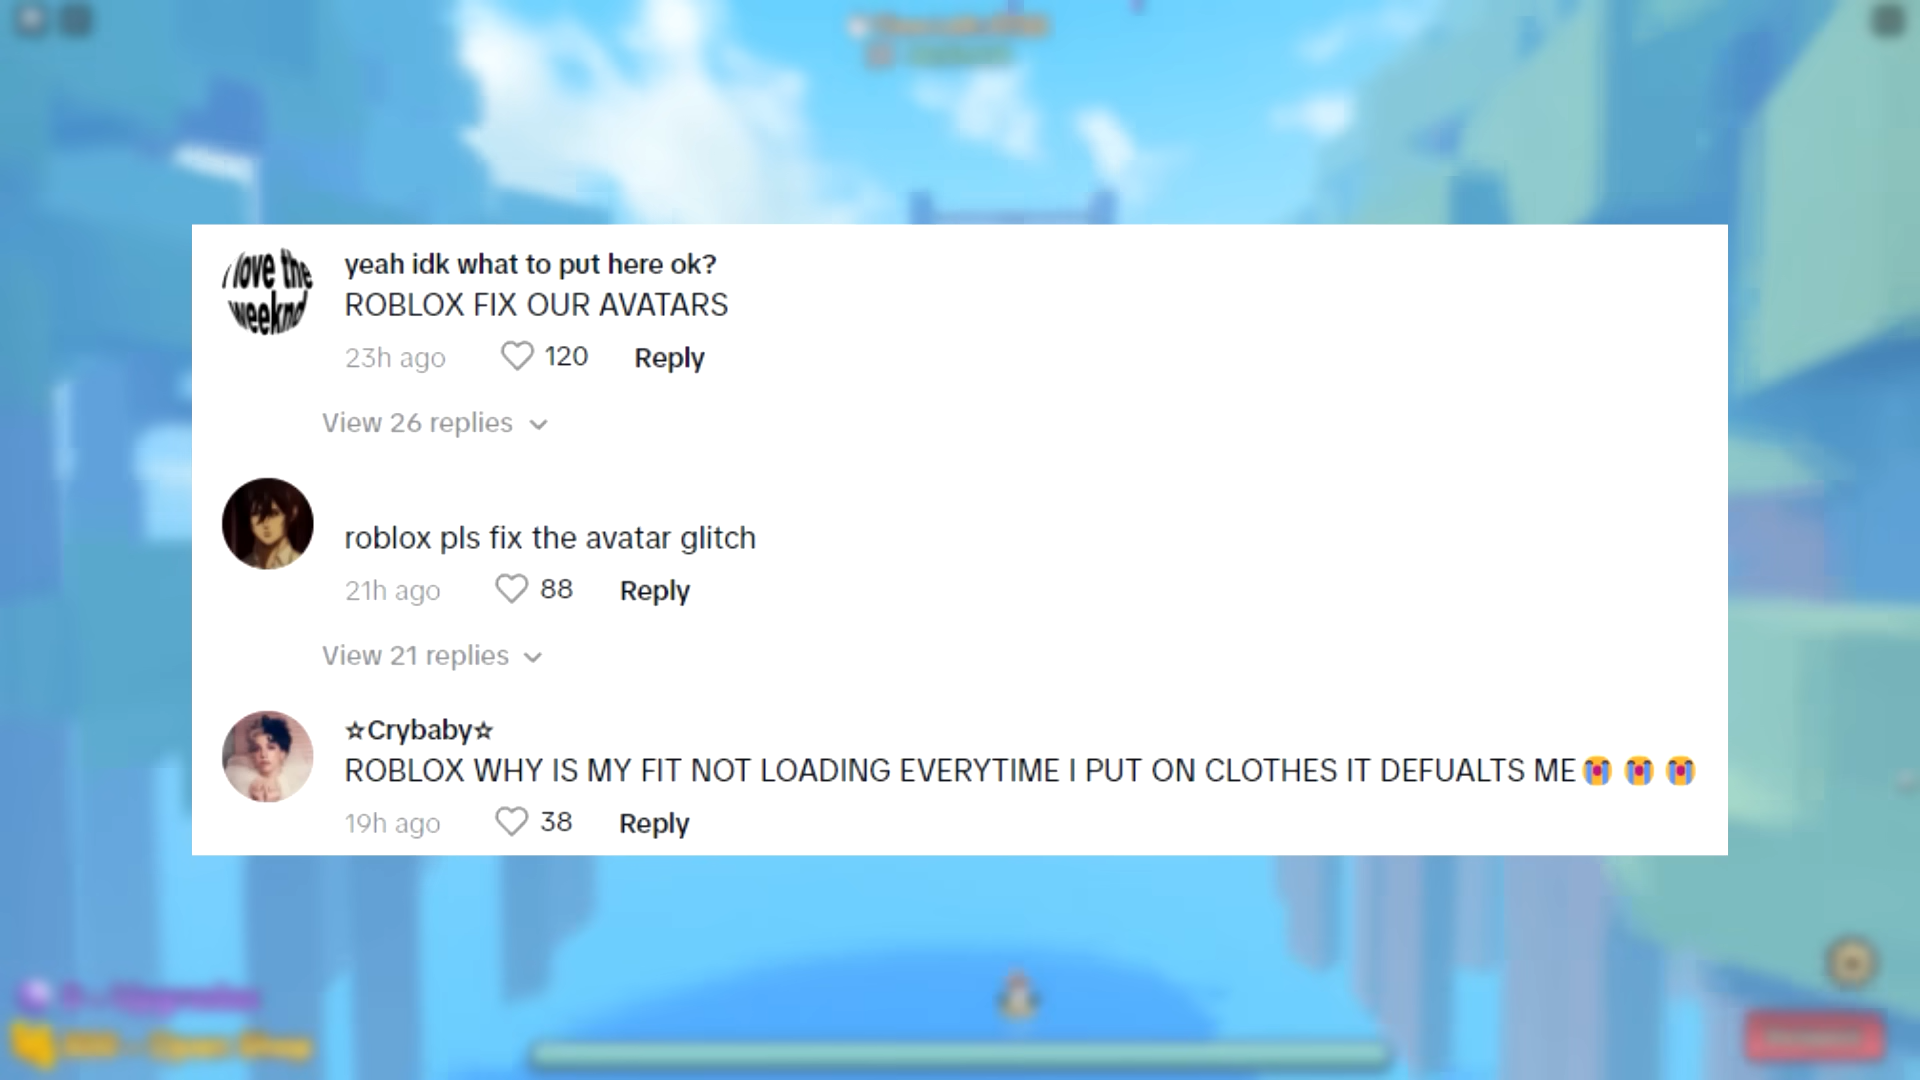 i love the
weeknd
yeah idk what to put here ok?
ROBLOX FIX OUR AVATARS
23h ago 120 Reply
View 26 replies
roblox pls fix the avatar glitch
21h ago 88 Reply
View 21 replies
☆Crybaby☆
ROBLOX WHY IS MY FIT NOT LOADING EVERYTIME I PUT ON CLOTHES IT DEFUALTS ME😭😭😭
19h ago 38 Reply